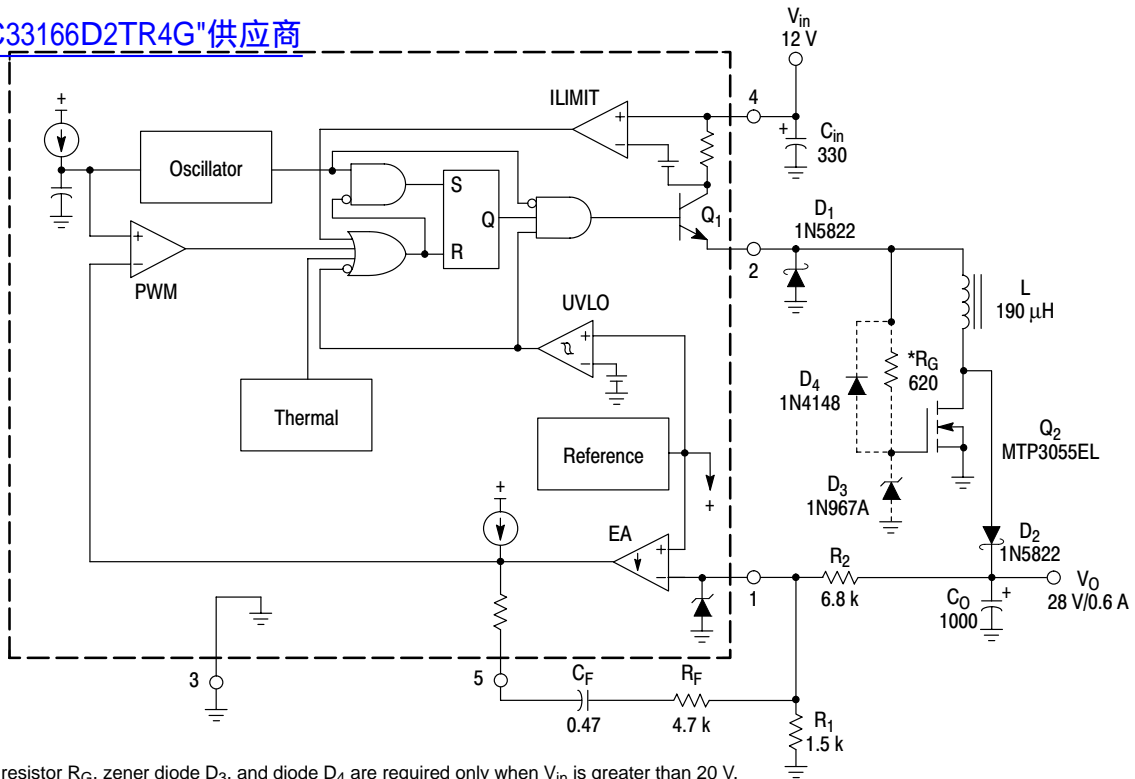 C33166D2TR4G"供应商
Vin
12 V
ILIMIT
4
+
+
−
+
Cin
330
Oscillator
S
Q
R
Q1
D1
1N5822
2
+
−
PWM
L
190 μH
UVLO
+
−
*RG
620
D4
1N4148
Thermal
Reference
+
Q2
MTP3055EL
D3
1N967A
+
EA
+
−
D2
1N5822
1
R2
6.8 k
VO
28 V/0.6 A
CO
1000
+
3
5
CF
0.47
RF
4.7 k
R1
1.5 k
resistor RG, zener diode D3, and diode D4 are required only when Vin is greater than 20 V.